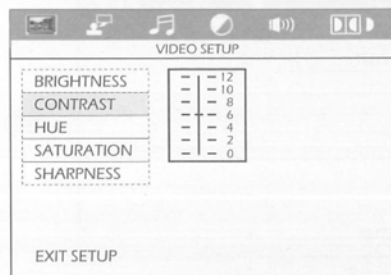 VIDEO SETUP
BRIGHTNESS
CONTRAST
HUE
SATURATION
SHARPNESS
12
10
8
6
4
2
0
EXIT SETUP